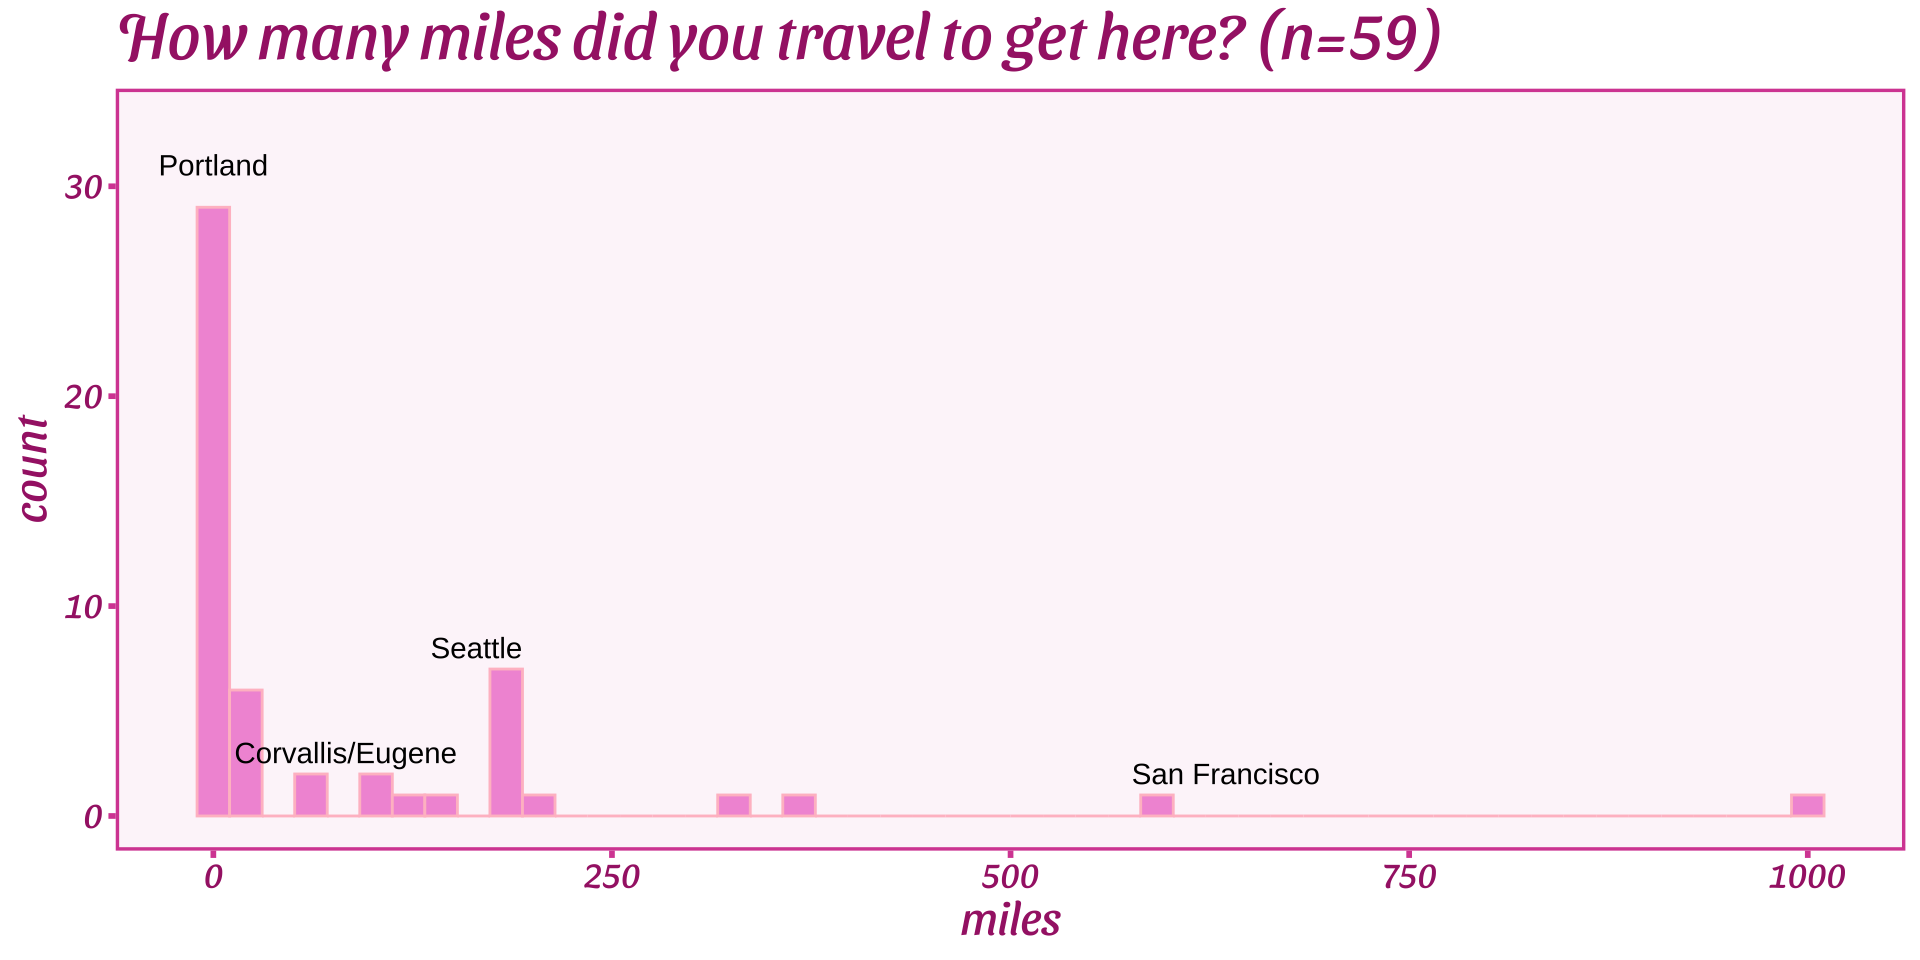 How many miles did you travel to get here? (n=59)
Portland
30
20
10
0
count
Seattle
Corvallis/Eugene
San Francisco
0 250 500 750 1000
miles